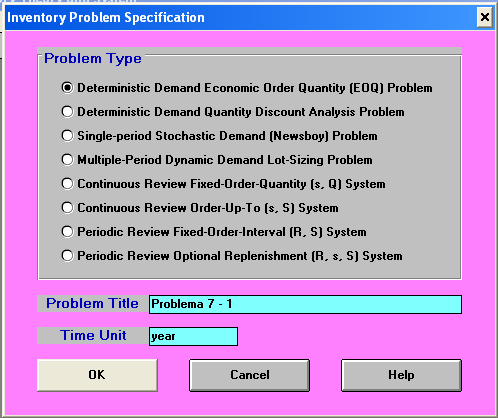 Inventory Problem Specification
Problem Type
Deterministic Demand Economic Order Quantity (EOQ) Problem
Deterministic Demand Quantity Discount Analysis Problem
Single-period Stochastic Demand (Newsboy) Problem
Multiple-Period Dynamic Demand Lot-Sizing Problem
Continuous Review Fixed-Order-Quantity (s, Q) System
Continuous Review Order-Up-To (s, S) System
Periodic Review Fixed-Order-Interval (R, S) System
Periodic Review Optional Replenishment (R, s, S) System
Problem Title Problema 7 - 1
Time Unit year
OK Cancel Help